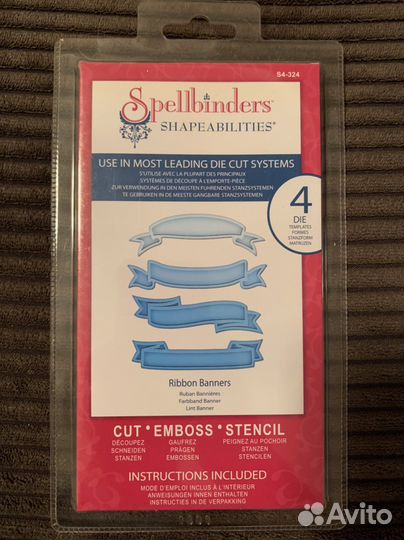 S4-324
Spellbinders®
SHAPEABILITIES®
USE IN MOST LEADING DIE CUT SYSTEMS
S'UTILISE AVEC LA PLUPART DES PRINCIPAUX
SYSTÈMES DE DÉCOUPE À L'EMPORTE-PIÈCE
ZUR VERWENDUNG IN DEN MEISTEN FÜHRENDEN STANZSYSTEMEN
TE GEBRUIKEN IN DE MEESTE GANGBARE STANSSYSTEMEN
4
DIE
TEMPLATES
FORMES
STANZFORM
MATRIJZEN
Ribbon Banners
Ruban Bannières
Farbband Banner
Lint Banner
CUT • EMBOSS • STENCIL
DÉCOUPEZ GAUFREZ PEIGNEZ AU POCHOIR
SCHNEIDEN PRÄGEN STANZEN
STANZEN EMBOSSEN STENCILEN
INSTRUCTIONS INCLUDED
MODE D'EMPLOI INCLUS À L'INTÉRIEUR
ANWEISUNGEN INNEN ENTHALTEN
INSTRUCTIES IN DE VERPAKKING
Avito